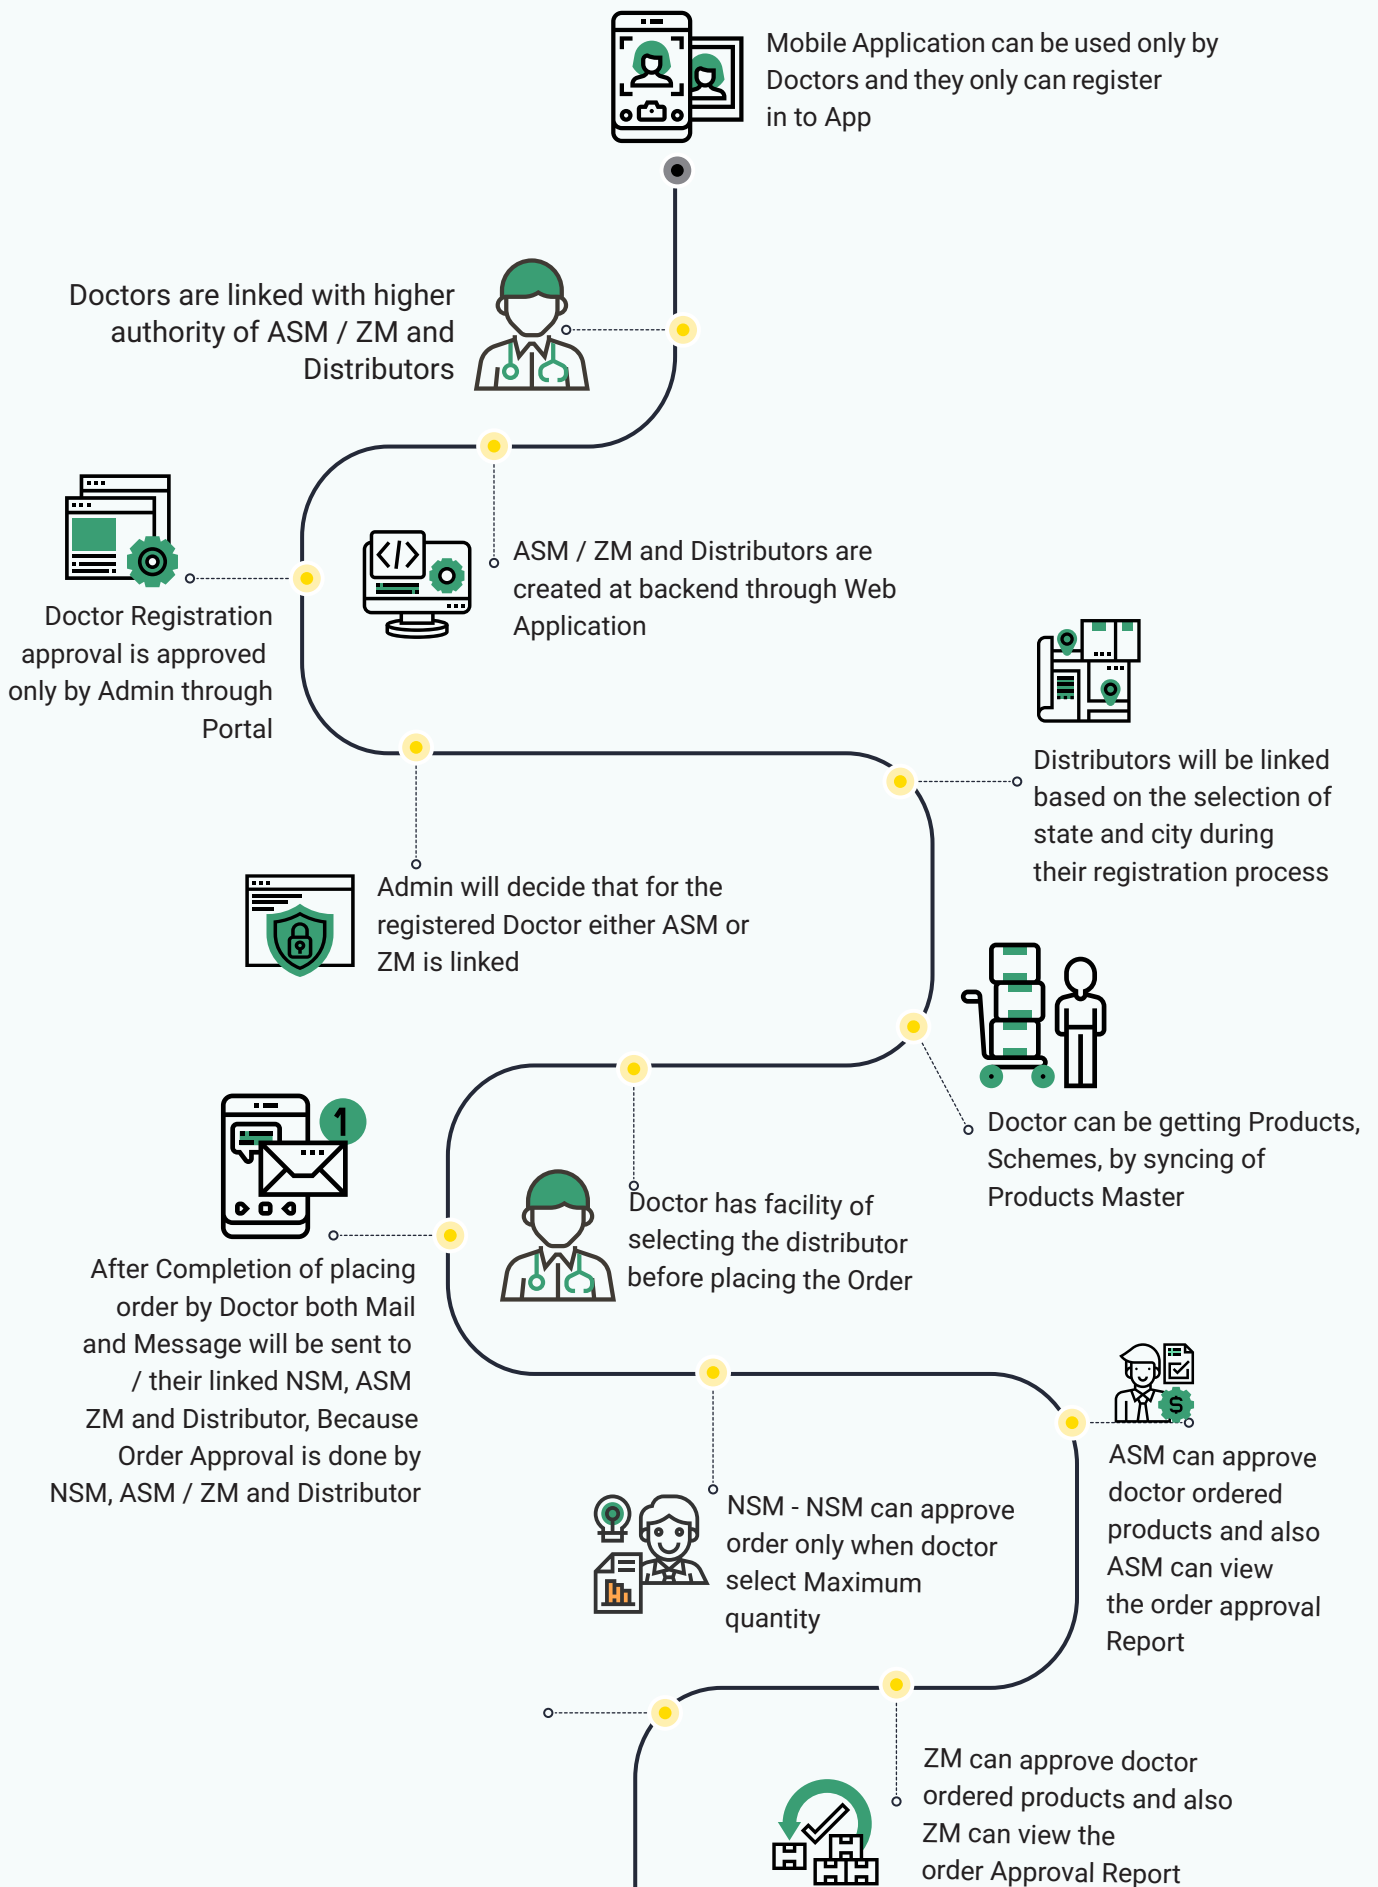 Mobile Application can be used only by
Doctors and they only can register
in to App
Doctors are linked with higher
authority of ASM / ZM and
Distributors
ASM / ZM and Distributors are
created at backend through Web
Application
Doctor Registration
approval is approved
only by Admin through
Portal
Admin will decide that for the
registered Doctor either ASM or
ZM is linked
Distributors will be linked
based on the selection of
state and city during
their registration process
Doctor can be getting Products,
Schemes, by syncing of
Products Master
Doctor has facility of
selecting the distributor
before placing the Order
1
After Completion of placing
order by Doctor both Mail
and Message will be sent to
/ their linked NSM, ASM
ZM and Distributor, Because
Order Approval is done by
NSM, ASM / ZM and Distributor
NSM - NSM can approve
order only when doctor
select Maximum
quantity
$
ASM can approve
doctor ordered
products and also
ASM can view
the order approval
Report
ZM can approve doctor
ordered products and also
ZM can view the
order Approval Report